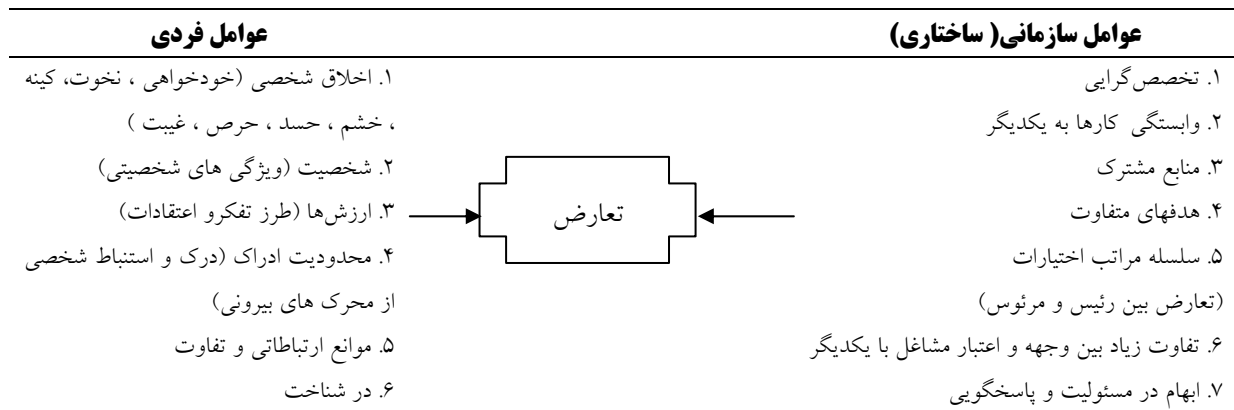 عوامل سازمانی( ساختاری)
۱. تخصص‌گرایی
۲. وابستگی کارها به یکدیگر
۳. منابع مشترک
۴. هدفهای متفاوت
۵. سلسله مراتب اختیارات
(تعارض بین رئیس و مرئوس)
۶. تفاوت زیاد بین وجهه و اعتبار مشاغل با یکدیگر
۷. ابهام در مسئولیت و پاسخگویی
تعارض
عوامل فردی
۱. اخلاق شخصی (خودخواهی ، نخوت، کینه
، خشم ، حسد ، حرص ، غیبت )
۲. شخصیت (ویژگی های شخصیتی)
۳. ارزش‌ها (طرز تفکرو اعتقادات)
۴. محدودیت ادراک (درک و استنباط شخصی
از محرک های بیرونی)
۵. موانع ارتباطاتی و تفاوت
۶. در شناخت